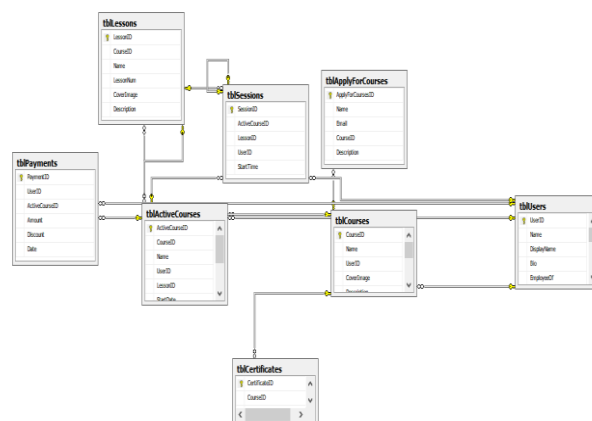 tblLessons
LessonID
CourseID
Name
LessonNum
CoverImage
Description
tblSessions
SessionID
ActiveCourseID
LessonID
UserID
StartTime
tblApplyForCourses
ApplyForCoursesID
Name
Email
CourseID
Description
tblPayments
PaymentID
UserID
ActiveCourseID
Amount
Discount
Date
tblActiveCourses
ActiveCourseID
CourseID
Name
UserID
LessonID
StartDate
tblCourses
CourseID
Name
UserID
CoverImage
Description
tblUsers
UserID
Name
DisplayName
Bio
tblCertificates
CertificateID
CourseID